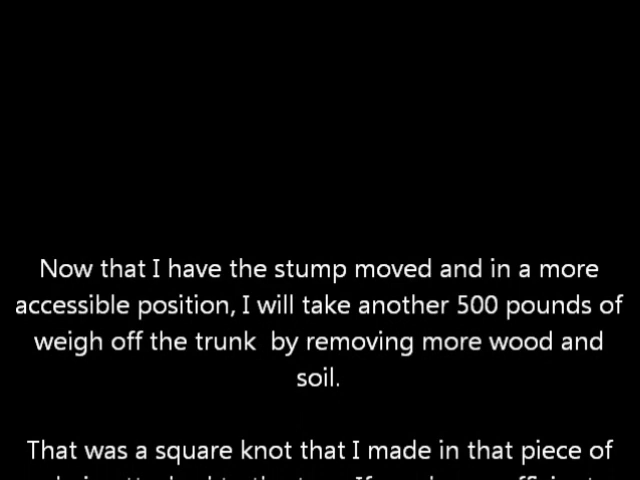 Now that I have the stump moved and in a more
accessible position, I will take another 500 pounds of
weigh off the trunk by removing more wood and
soil.
That was a square knot that I made in that piece of